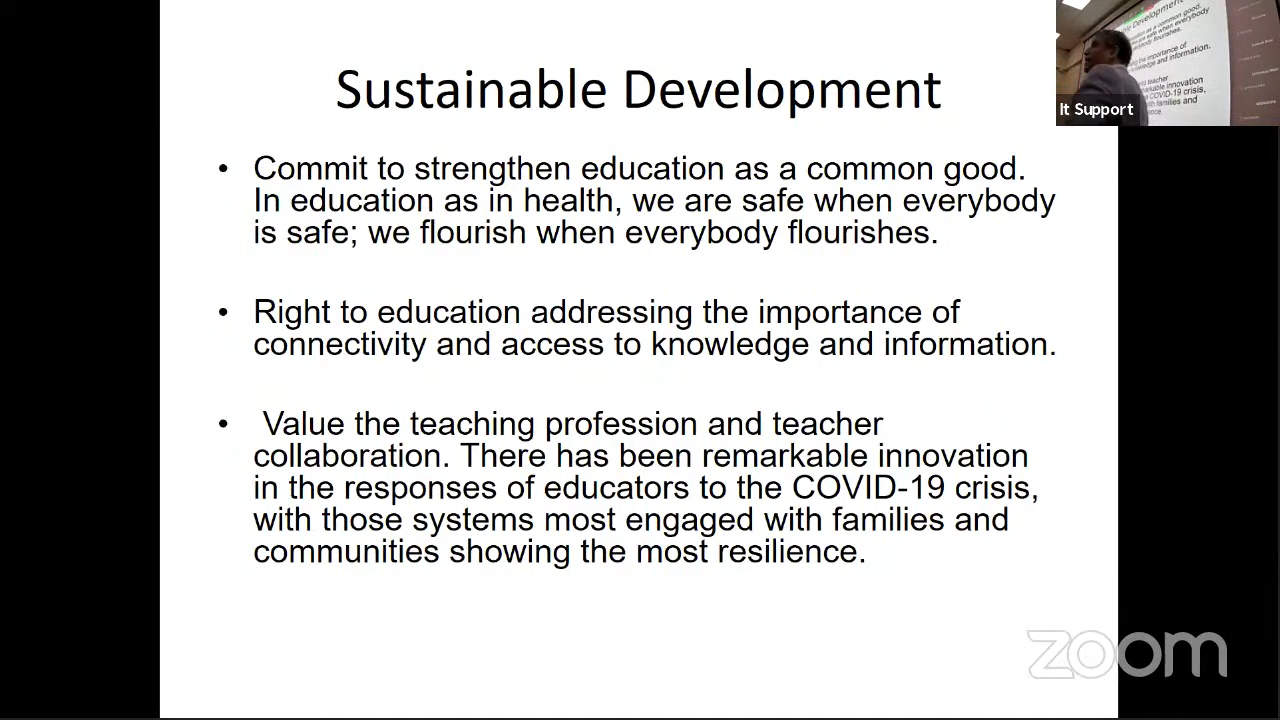 Sustainable Development
• Commit to strengthen education as a common good.
In education as in health, we are safe when everybody
is safe; we flourish when everybody flourishes.
• Right to education addressing the importance of
connectivity and access to knowledge and information.
• Value the teaching profession and teacher
collaboration. There has been remarkable innovation
in the responses of educators to the COVID-19 crisis,
with those systems most engaged with families and
communities showing the most resilience.
It Support
zoom